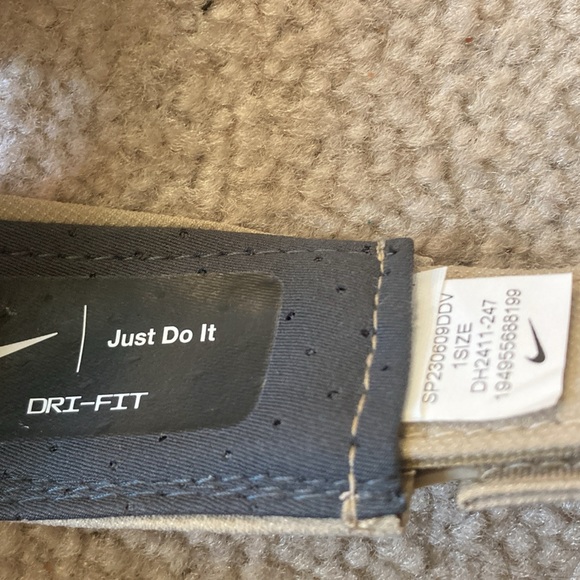 Just Do It
DRI-FIT
SP230609DDV
1SIZE
DH2411-247
194955688199